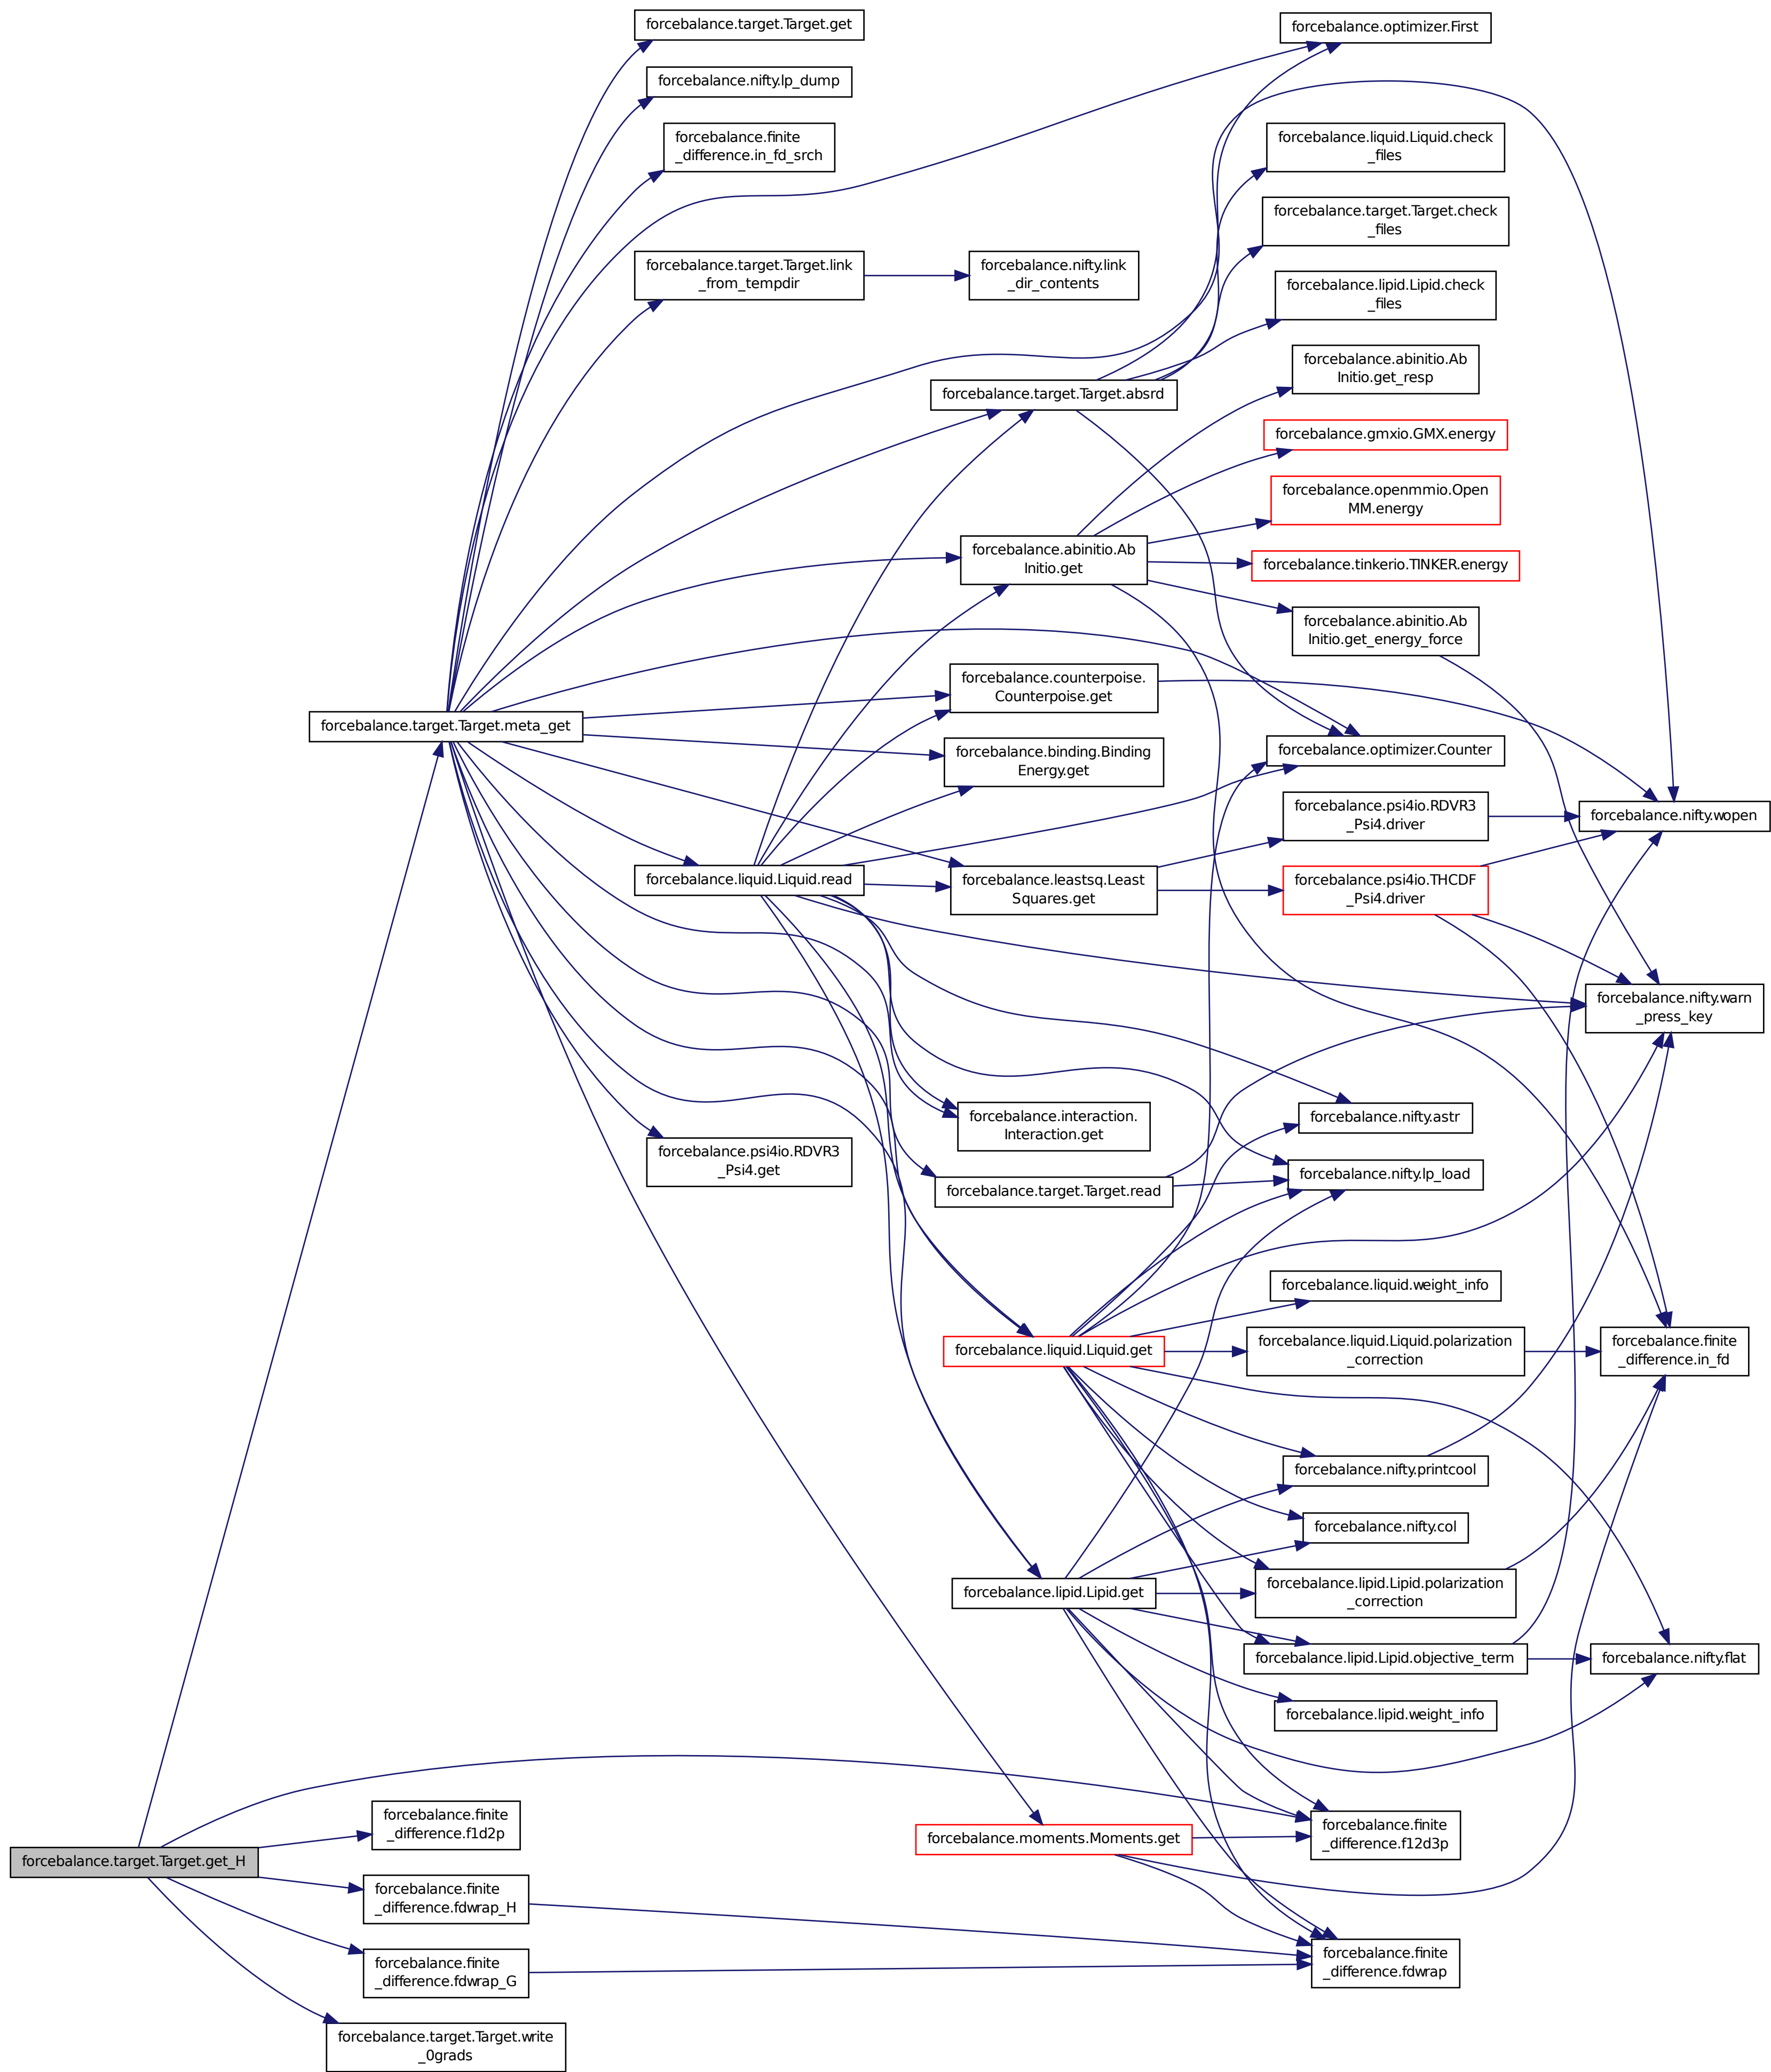 forcebalance.target.Target.get
forcebalance.optimizer.First
forcebalance.nifty.lp_dump
forcebalance.finite
_difference.in_fd_srch
forcebalance.liquid.Liquid.check
_files
forcebalance.target.Target.check
_files
forcebalance.target.Target.link
_from_tempdir
forcebalance.nifty.link
_dir_contents
forcebalance.lipid.Lipid.check
_files
forcebalance.abinitio.Ab
Initio.get_resp
forcebalance.target.Target.absrd
forcebalance.gmxio.GMX.energy
forcebalance.openmmio.Open
MM.energy
forcebalance.abinitio.Ab
Initio.get
forcebalance.tinkerio.TINKER.energy
forcebalance.abinitio.Ab
Initio.get_energy_force
forcebalance.counterpoise.
Counterpoise.get
forcebalance.target.Target.meta_get
forcebalance.binding.Binding
Energy.get
forcebalance.optimizer.Counter
forcebalance.psi4io.RDVR3
_Psi4.driver
forcebalance.nifty.wopen
forcebalance.liquid.Liquid.read
forcebalance.leastsq.Least
Squares.get
forcebalance.psi4io.THCDF
_Psi4.driver
forcebalance.nifty.warn
_press_key
forcebalance.interaction.
Interaction.get
forcebalance.nifty.astr
forcebalance.psi4io.RDVR3
_Psi4.get
forcebalance.target.Target.read
forcebalance.nifty.lp_load
forcebalance.liquid.weight_info
forcebalance.liquid.Liquid.get
forcebalance.liquid.Liquid.polarization
_correction
forcebalance.finite
_difference.in_fd
forcebalance.nifty.printcool
forcebalance.nifty.col
forcebalance.lipid.Lipid.get
forcebalance.lipid.Lipid.polarization
_correction
forcebalance.lipid.Lipid.objective_term
forcebalance.nifty.flat
forcebalance.lipid.weight_info
forcebalance.finite
_difference.f1d2p
forcebalance.moments.Moments.get
forcebalance.finite
_difference.f12d3p
forcebalance.target.Target.get_H
forcebalance.finite
_difference.fdwrap_H
forcebalance.finite
_difference.fdwrap_G
forcebalance.finite
_difference.fdwrap
forcebalance.target.Target.write
_0grads